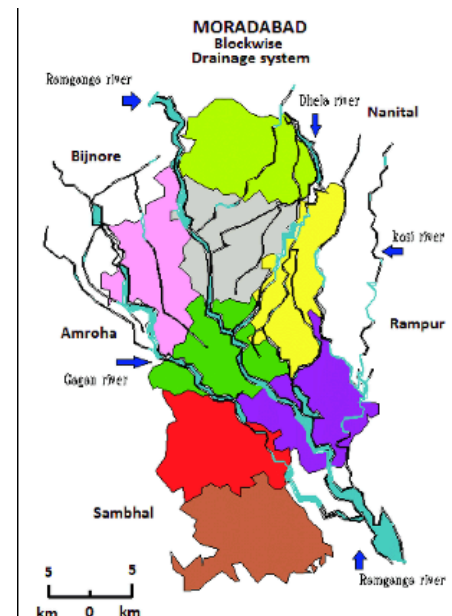 MORADABAD
Blockwise
Drainage system
Ramganga river
Dhela river
Nanital
Bijnore
kosi river
Amroha
Rampur
Gagan river
Sambhal
5 5
km 0 km
Ramganga river